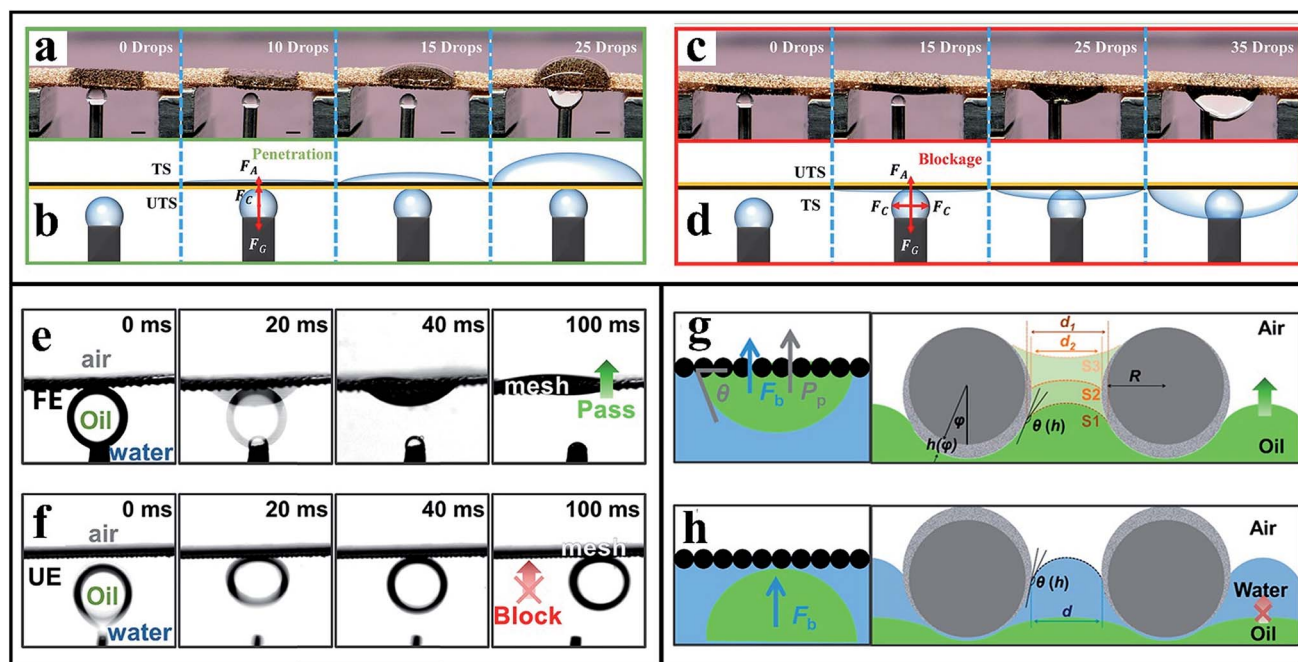 a
0 Drops
10 Drops
15 Drops
25 Drops
TS
UTS
Penetration
F_A
F_C
F_G
b
c
0 Drops
15 Drops
25 Drops
35 Drops
UTS
TS
Blockage
F_A
F_C
F_C
F_G
d
e
0 ms
20 ms
40 ms
100 ms
air
FE
Oil
water
mesh
Pass
f
0 ms
20 ms
40 ms
100 ms
air
UE
Oil
water
mesh
Block
g
θ
F_b
P_p
d_1
d_2
Air
S3
S2
S1
R
φ
h(φ)
θ (h)
Oil
h
F_b
Air
θ (h)
d
Water
Oil